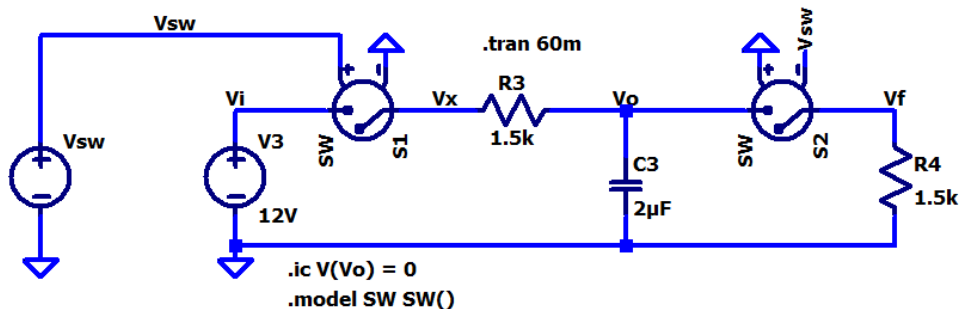 Vsw
.tran 60m
Vsw
+ -
+ -
R3
Vi
Vx
Vo
Vf
Vsw
V3
SW
S1
1.5k
SW
S2
+
-
+
-
C3
R4
12V
2µF
1.5k
.ic V(Vo) = 0
.model SW SW()